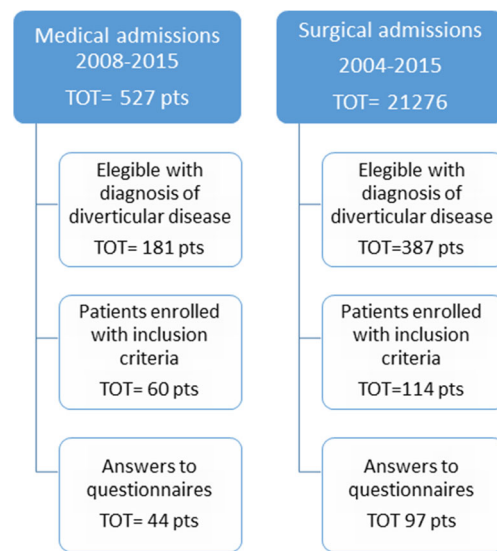 Medical admissions
2008-2015
TOT= 527 pts
Elegible with
diagnosis of
diverticular disease
TOT= 181 pts
Patients enrolled
with inclusion
criteria
TOT= 60 pts
Answers to
questionnaires
TOT= 44 pts
Surgical admissions
2004-2015
TOT= 21276
Elegible with
diagnosis of
diverticular disease
TOT=387 pts
Patients enrolled
with inclusion
criteria
TOT=114 pts
Answers to
questionnaires
TOT 97 pts